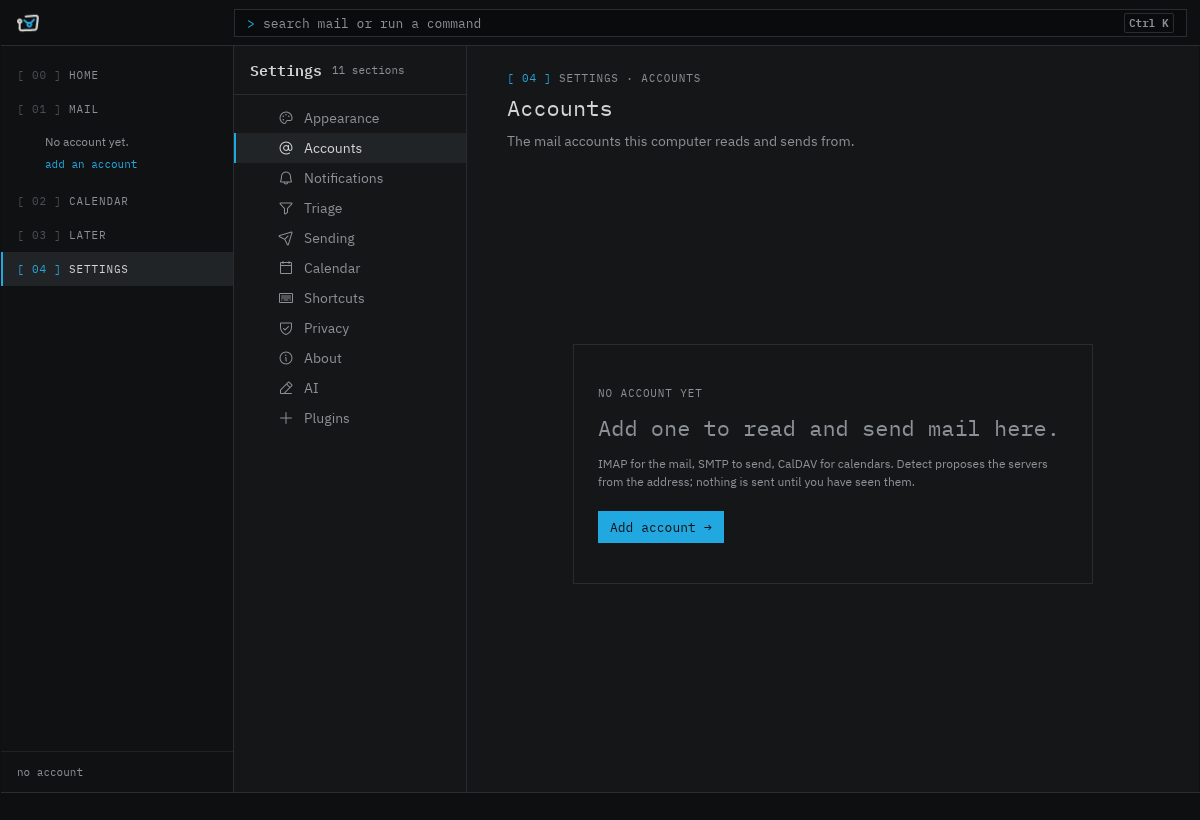 > search mail or run a command
Ctrl K
[ 00 ] HOME
[ 01 ] MAIL
No account yet.
add an account
[ 02 ] CALENDAR
[ 03 ] LATER
[ 04 ] SETTINGS
no account
Settings 11 sections
Appearance
Accounts
Notifications
Triage
Sending
Calendar
Shortcuts
Privacy
About
AI
Plugins
[ 04 ] SETTINGS · ACCOUNTS
Accounts
The mail accounts this computer reads and sends from.
NO ACCOUNT YET
Add one to read and send mail here.
IMAP for the mail, SMTP to send, CalDAV for calendars. Detect proposes the servers
from the address; nothing is sent until you have seen them.
Add account →